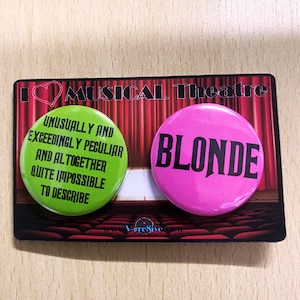 I MUSICAL Theatre
UNUSUALLY AND
EXCEEDINGLY PECULIAR
AND ALTOGETHER
QUITE IMPOSSIBLE
TO DESCRIBE
BLONDE